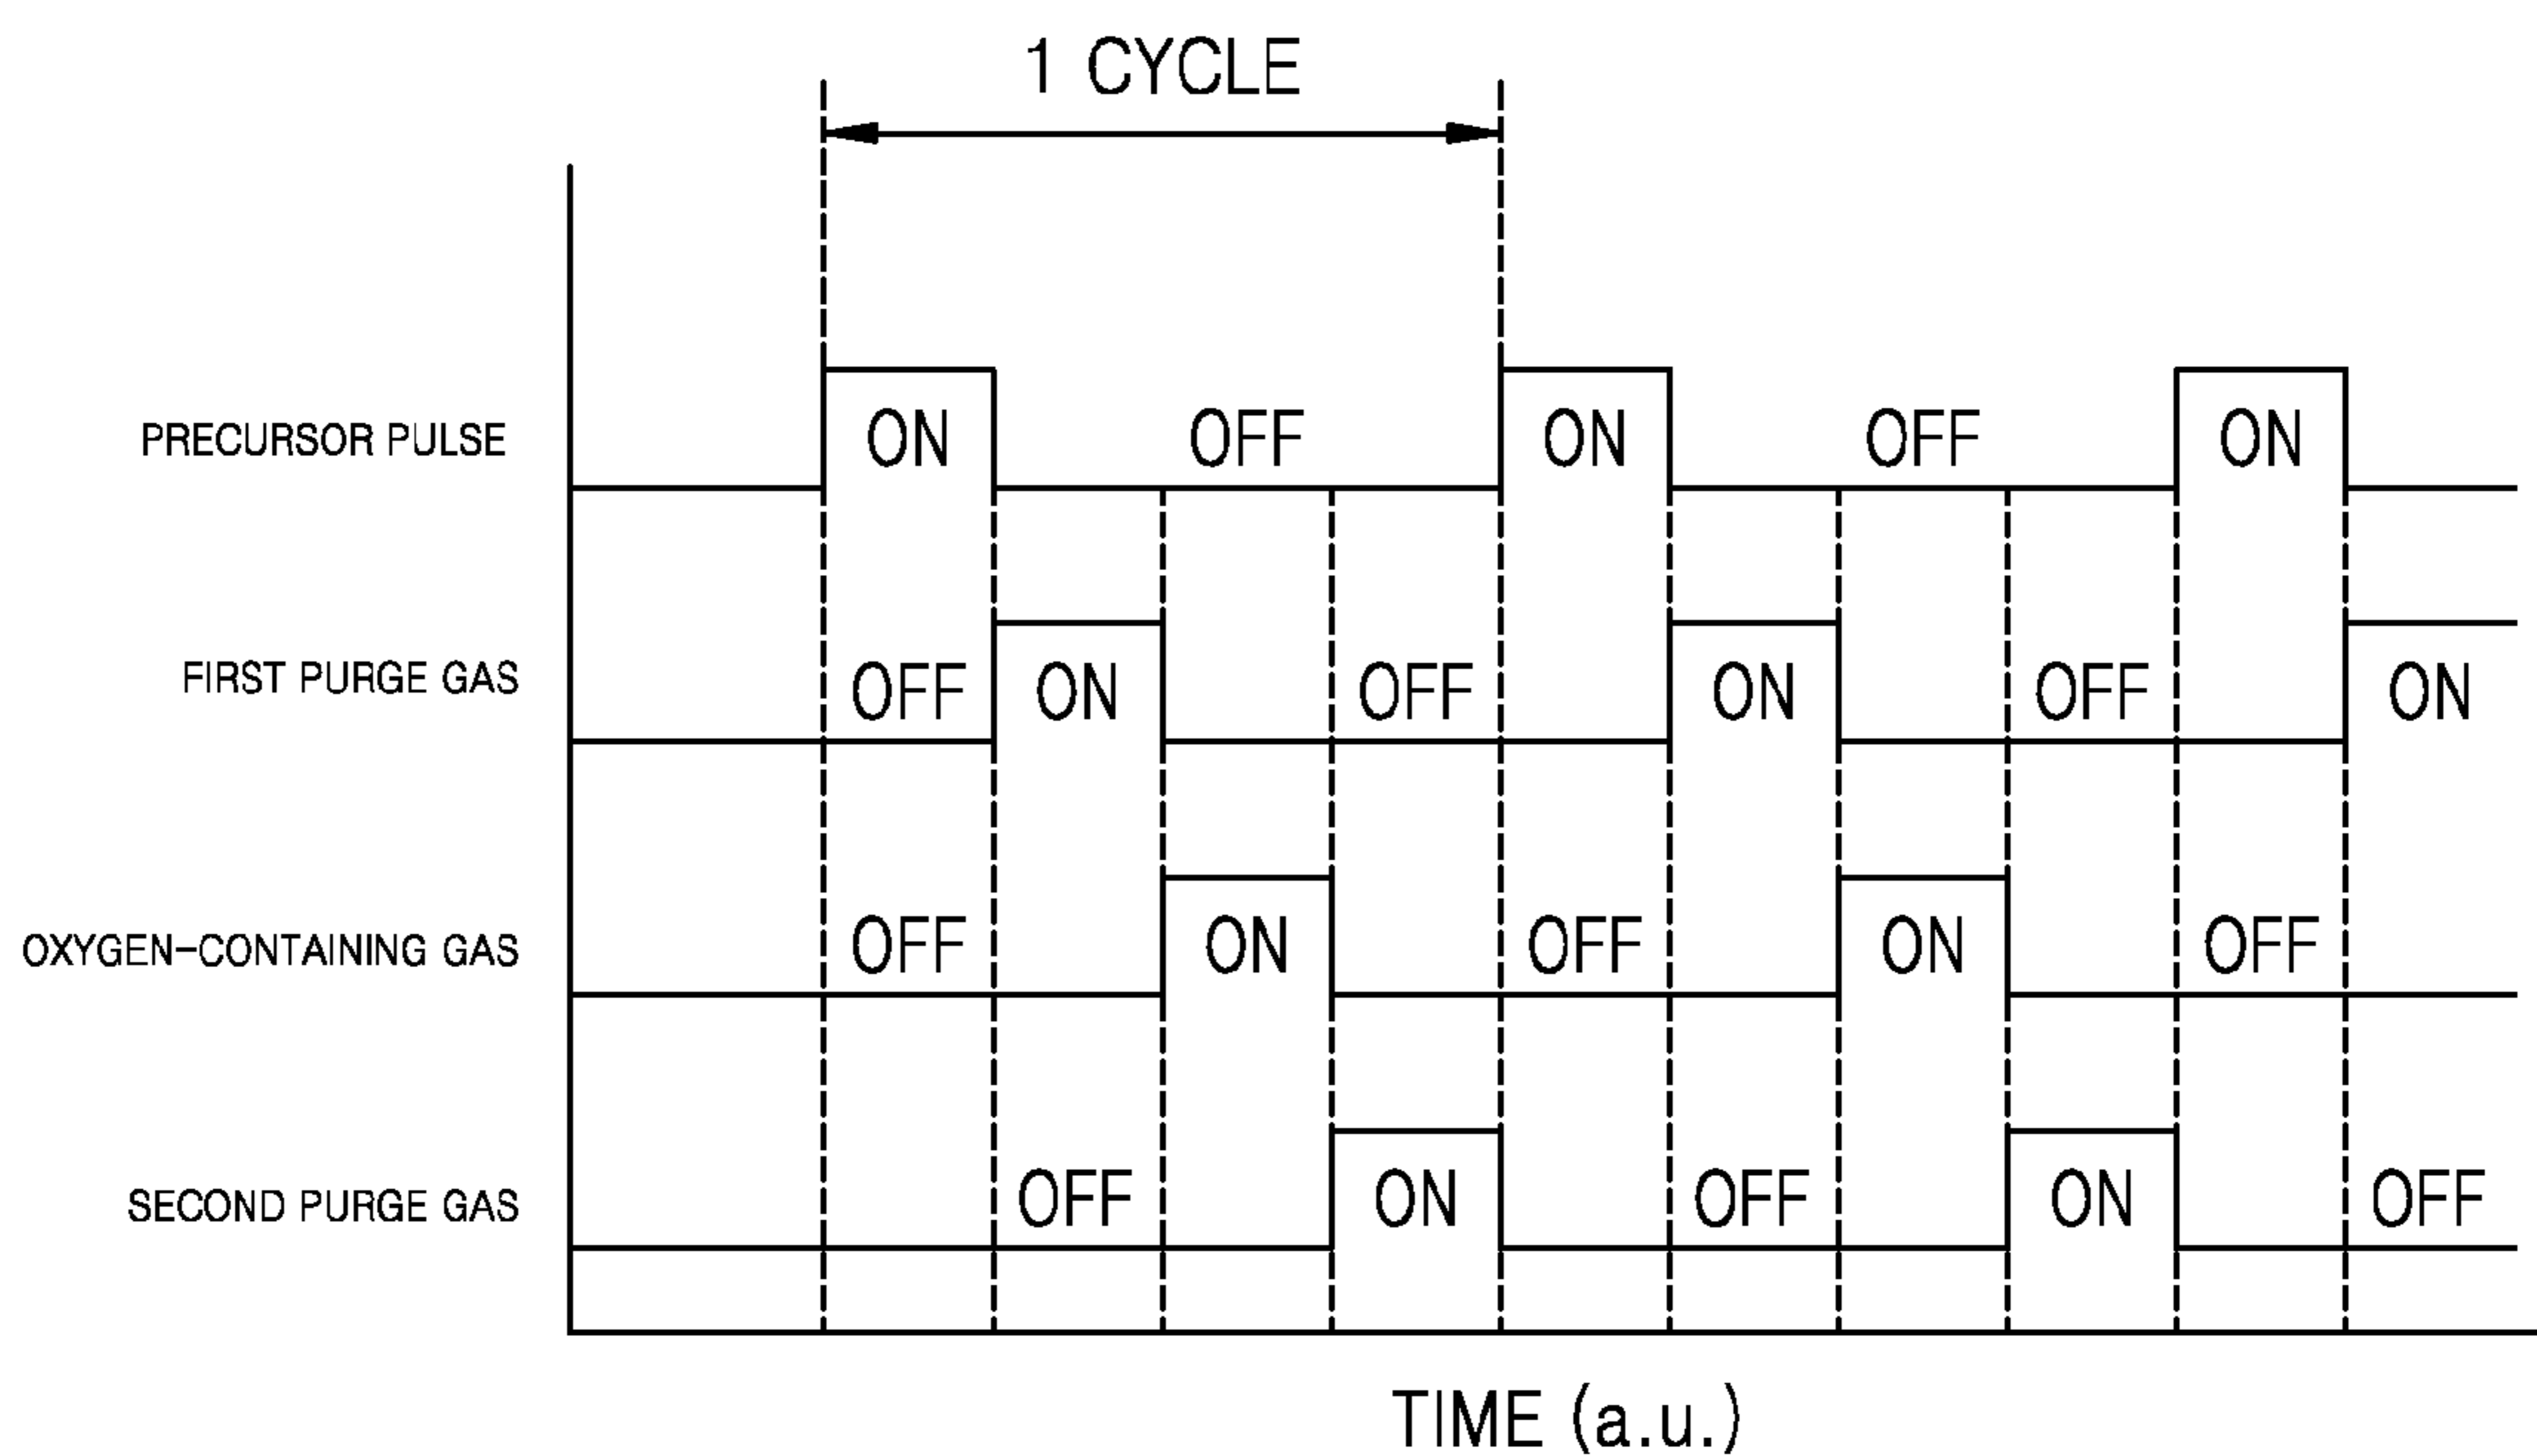 1 CYCLE
PRECURSOR PULSE ON OFF ON OFF ON
FIRST PURGE GAS OFF ON OFF ON OFF ON
OXYGEN-CONTAINING GAS OFF ON OFF ON OFF
SECOND PURGE GAS OFF ON OFF ON OFF
TIME (a.u.)